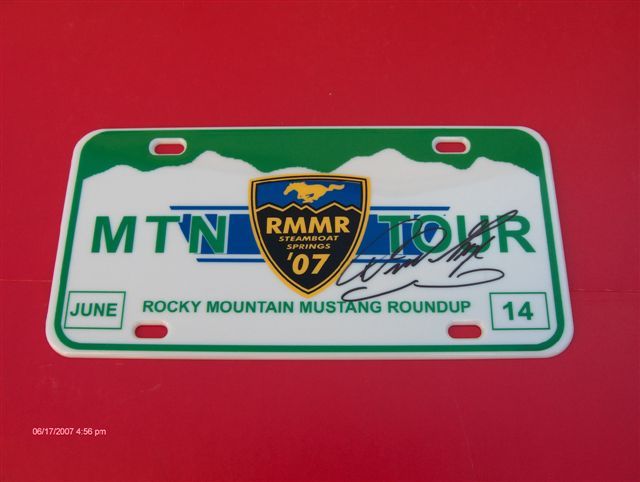 MTN TOUR
RMMR
STEAMBOAT
SPRINGS
'07
JUNE
ROCKY MOUNTAIN MUSTANG ROUNDUP
14
06/17/2007 4:56 pm